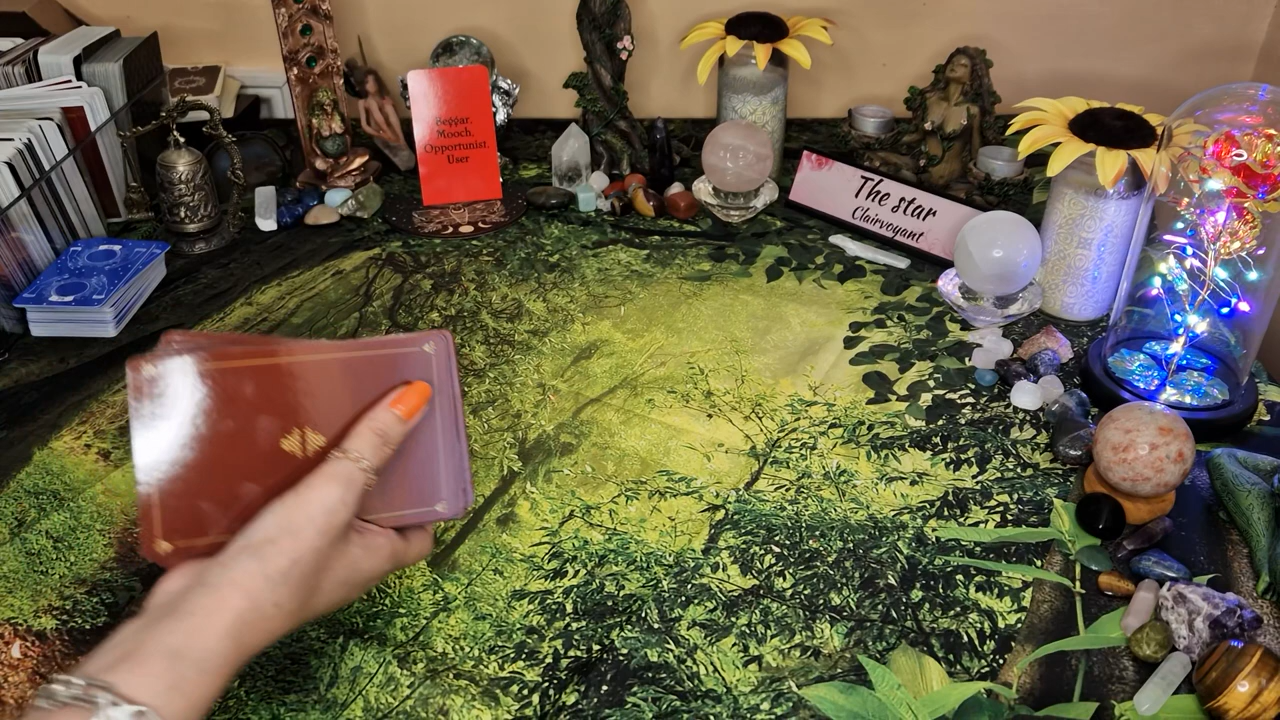 Beggar,
Mooch,
Opportunist,
User
The star
Clairvoyant